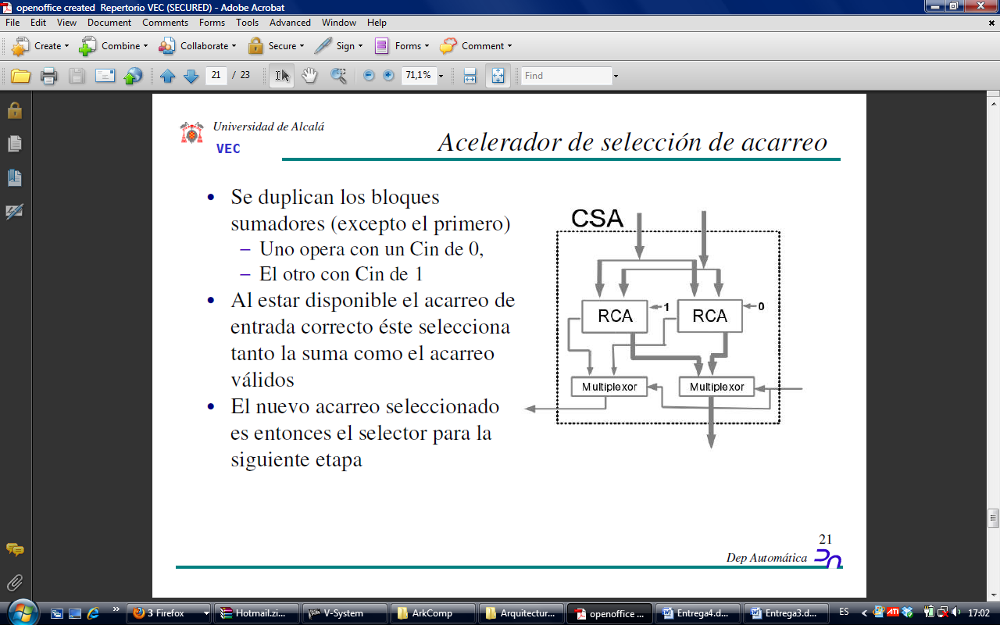 openoffice created Repertorio VEC (SECURED) - Adobe Acrobat
File Edit View Document Comments Forms Tools Advanced Window Help
Create Combine Collaborate Secure Sign Forms Comment
21 / 23 71,1% Find
Universidad de Alcalá
VEC
Acelerador de selección de acarreo
• Se duplican los bloques
sumadores (excepto el primero)
– Uno opera con un Cin de 0,
– El otro con Cin de 1
• Al estar disponible el acarreo de
entrada correcto éste selecciona
tanto la suma como el acarreo
válidos
• El nuevo acarreo seleccionado
es entonces el selector para la
siguiente etapa
CSA
RCA 1 RCA 0
Multiplexor Multiplexor
21
Dep Automática
» 3 Firefox Hotmail.zi... V-System ArkComp Arquitectur... openoffice ... Entrega4.d... Entrega3.d... ES ATI 17:02